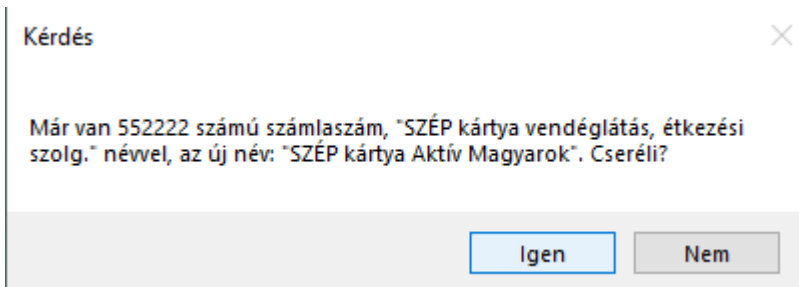 Kérdés
Már van 552222 számú számlaszám, "SZÉP kártya vendéglátás, étkezési
szolg." névvel, az új név: "SZÉP kártya Aktív Magyarok". Cseréli?
Igen
Nem